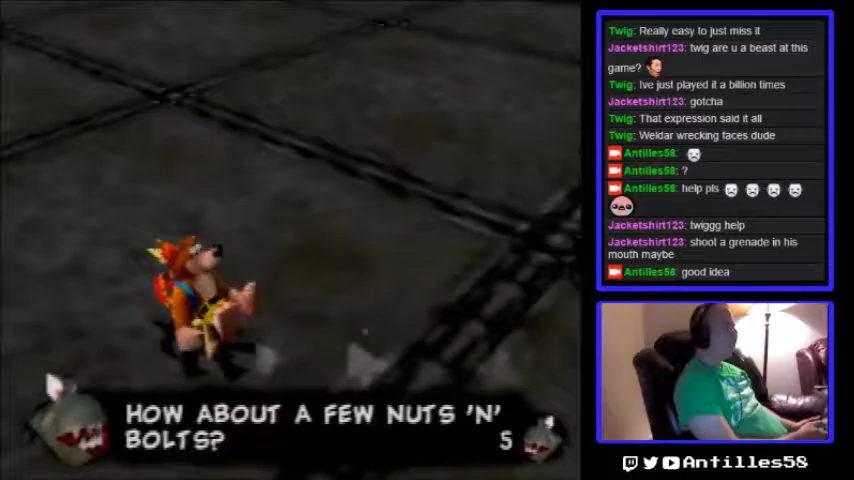 Twig: Really easy to just miss it
Jacketshirt123: twig are u a beast at this
game?
Twig: Ive just played it a billion times
Jacketshirt123: gotcha
Twig: That expression said it all
Twig: Weldar wrecking faces dude
Antilles58:
Antilles58: ?
Antilles58: help pls
Jacketshirt123: twiggg help
Jacketshirt123: shoot a grenade in his
mouth maybe
Antilles58: good idea
HOW ABOUT A FEW NUTS 'N'
BOLTS? 5
Antilles58